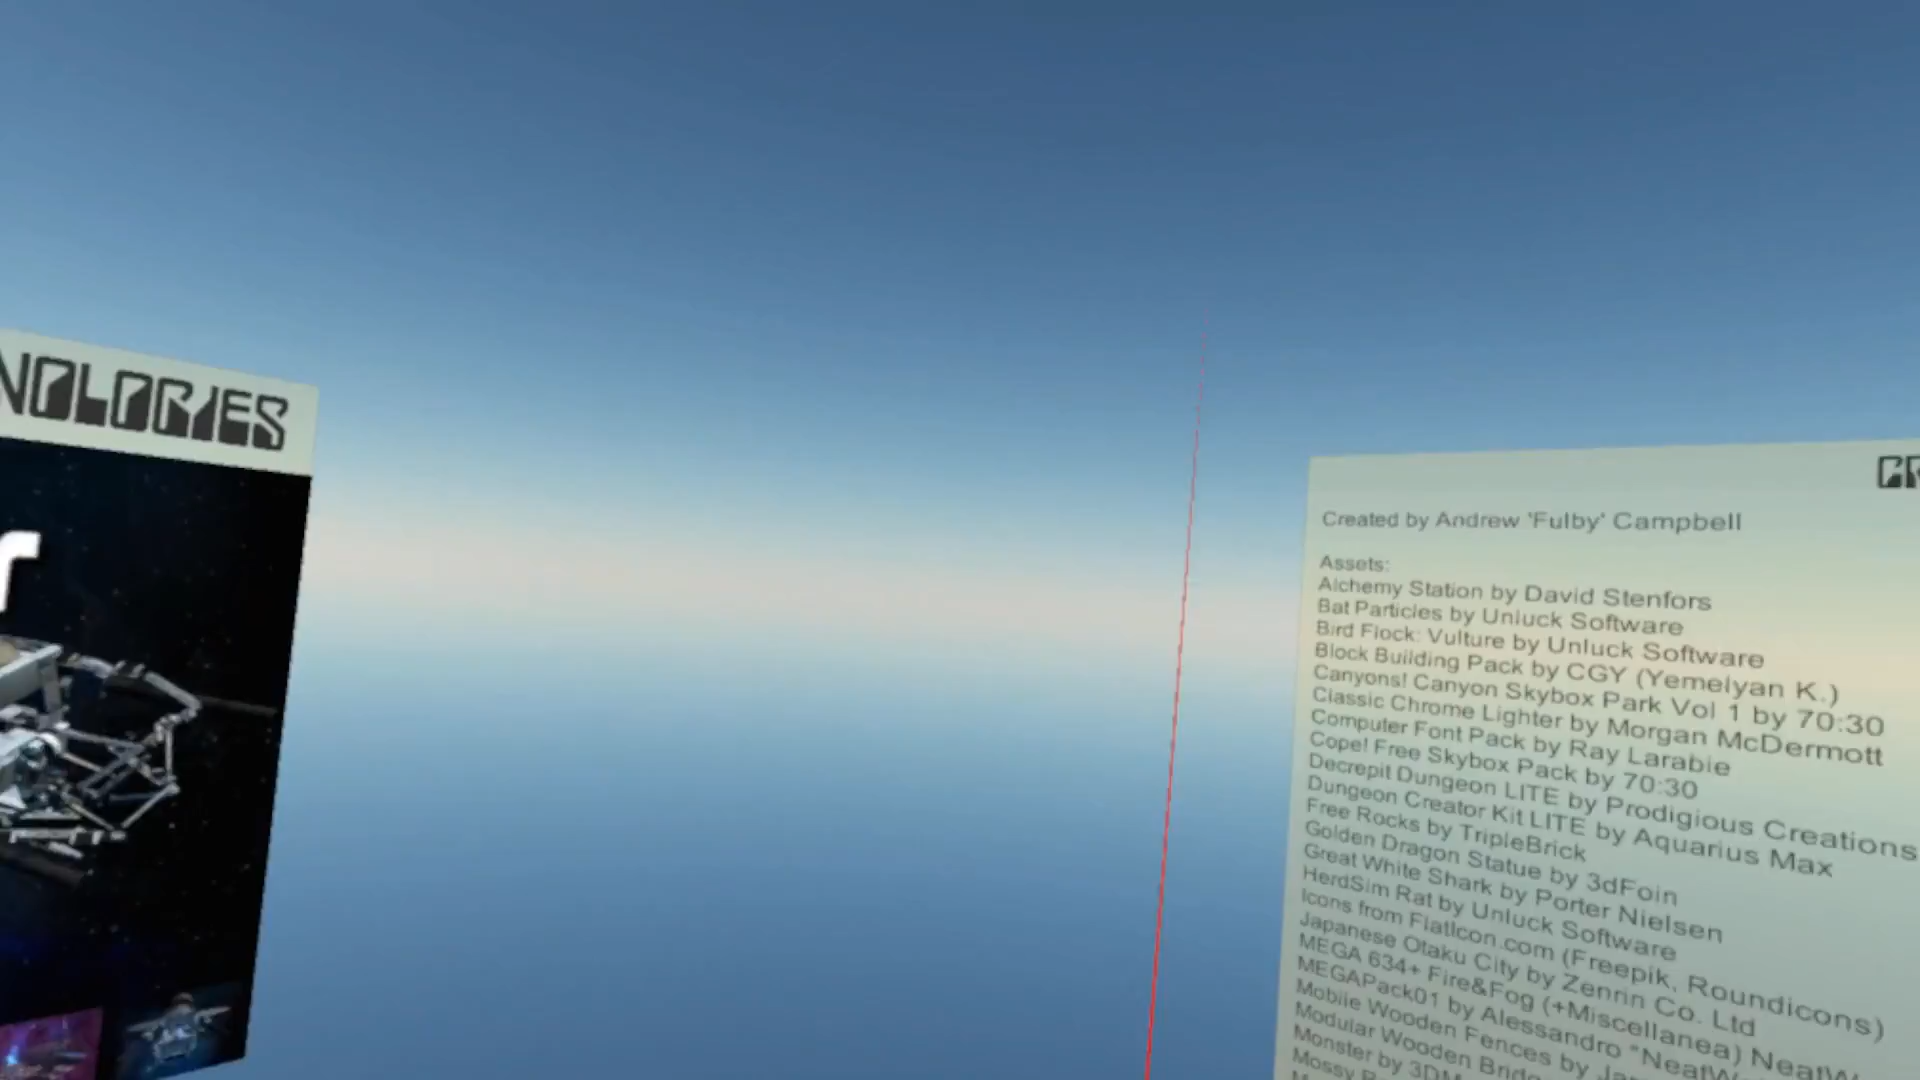 NOLOGIES
r
CR
Created by Andrew 'Fulby' Campbell
Assets:
Alchemy Station by David Stenfors
Bat Particles by Unluck Software
Bird Flock: Vulture by Unluck Software
Block Building Pack by CGY (Yemelyan K.)
Canyons! Canyon Skybox Park Vol 1 by 70:30
Classic Chrome Lighter by Morgan McDermott
Computer Font Pack by Ray Larabie
Cope! Free Skybox Pack by 70:30
Decrepit Dungeon LITE by Prodigious Creations
Dungeon Creator Kit LITE by Aquarius Max
Free Rocks by TripleBrick
Golden Dragon Statue by 3dFoin
Great White Shark by Porter Nielsen
HerdSim Rat by Unluck Software
Icons from FlatIcon.com (Freepik, Roundicons)
Japanese Otaku City by Zenrin Co. Ltd
MEGA 634+ Fire&Fog (+Miscellanea) NeatW
MEGAPack01 by Alessandro "NeatW
Mobile Wooden Fences by Ja
Modular Wooden Bridg
Monster by 3DM
Mossy